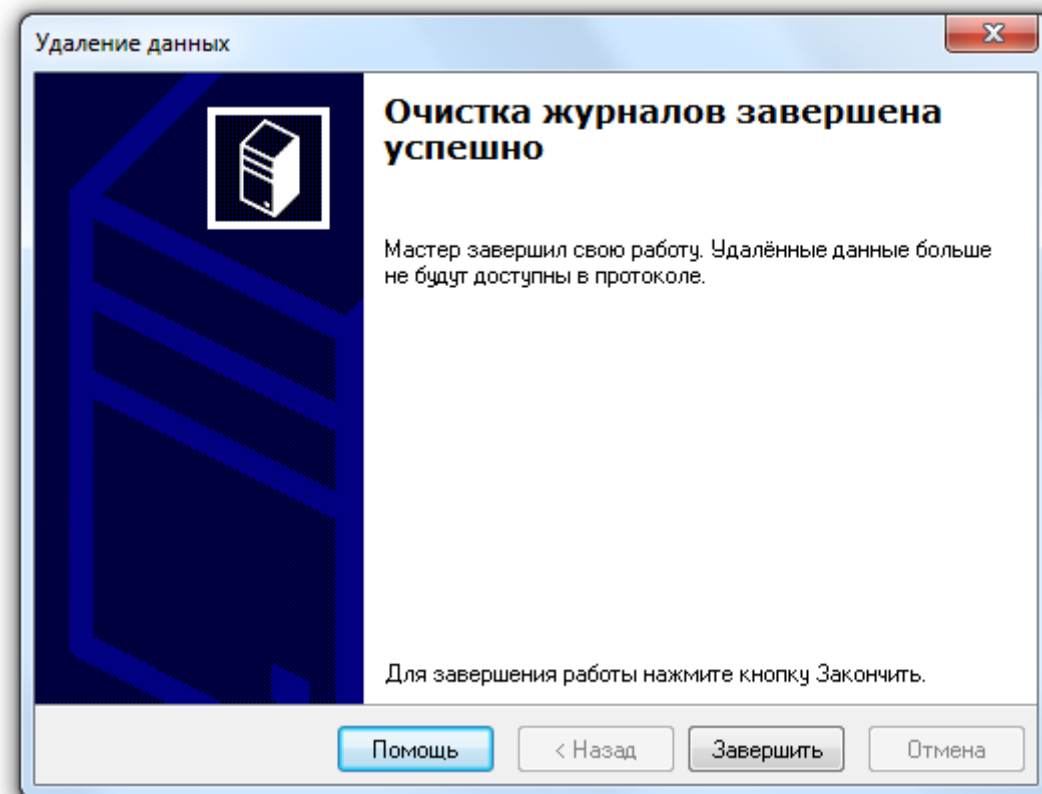 Удаление данных
Очистка журналов завершена
успешно
Мастер завершил свою работу. Удалённые данные больше
не будут доступны в протоколе.
Для завершения работы нажмите кнопку Закончить.
Помощь
< Назад
Завершить
Отмена